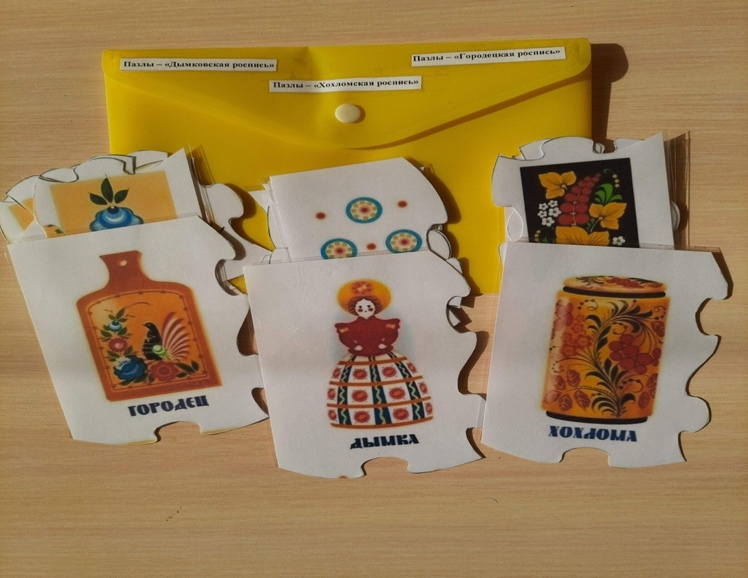 Пазлы – «Дымковская роспись»
Пазлы – «Городецкая роспись»
Пазлы – «Хохломская роспись»
ГОРОДЕЦ
ДЫМКА
ХОХЛОМА